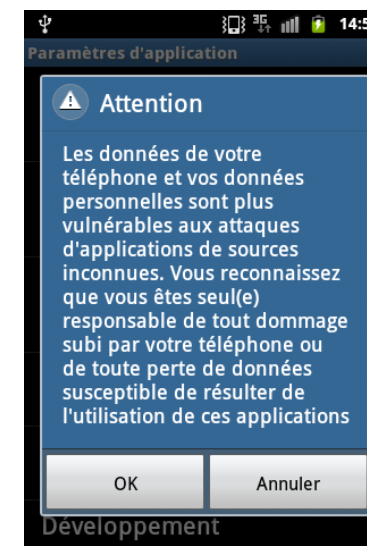 3G 14:5
Paramètres d'application
Attention
Les données de votre
téléphone et vos données
personnelles sont plus
vulnérables aux attaques
d'applications de sources
inconnues. Vous reconnaissez
que vous êtes seul(e)
responsable de tout dommage
subi par votre téléphone ou
de toute perte de données
susceptible de résulter de
l'utilisation de ces applications
OK Annuler
Développement